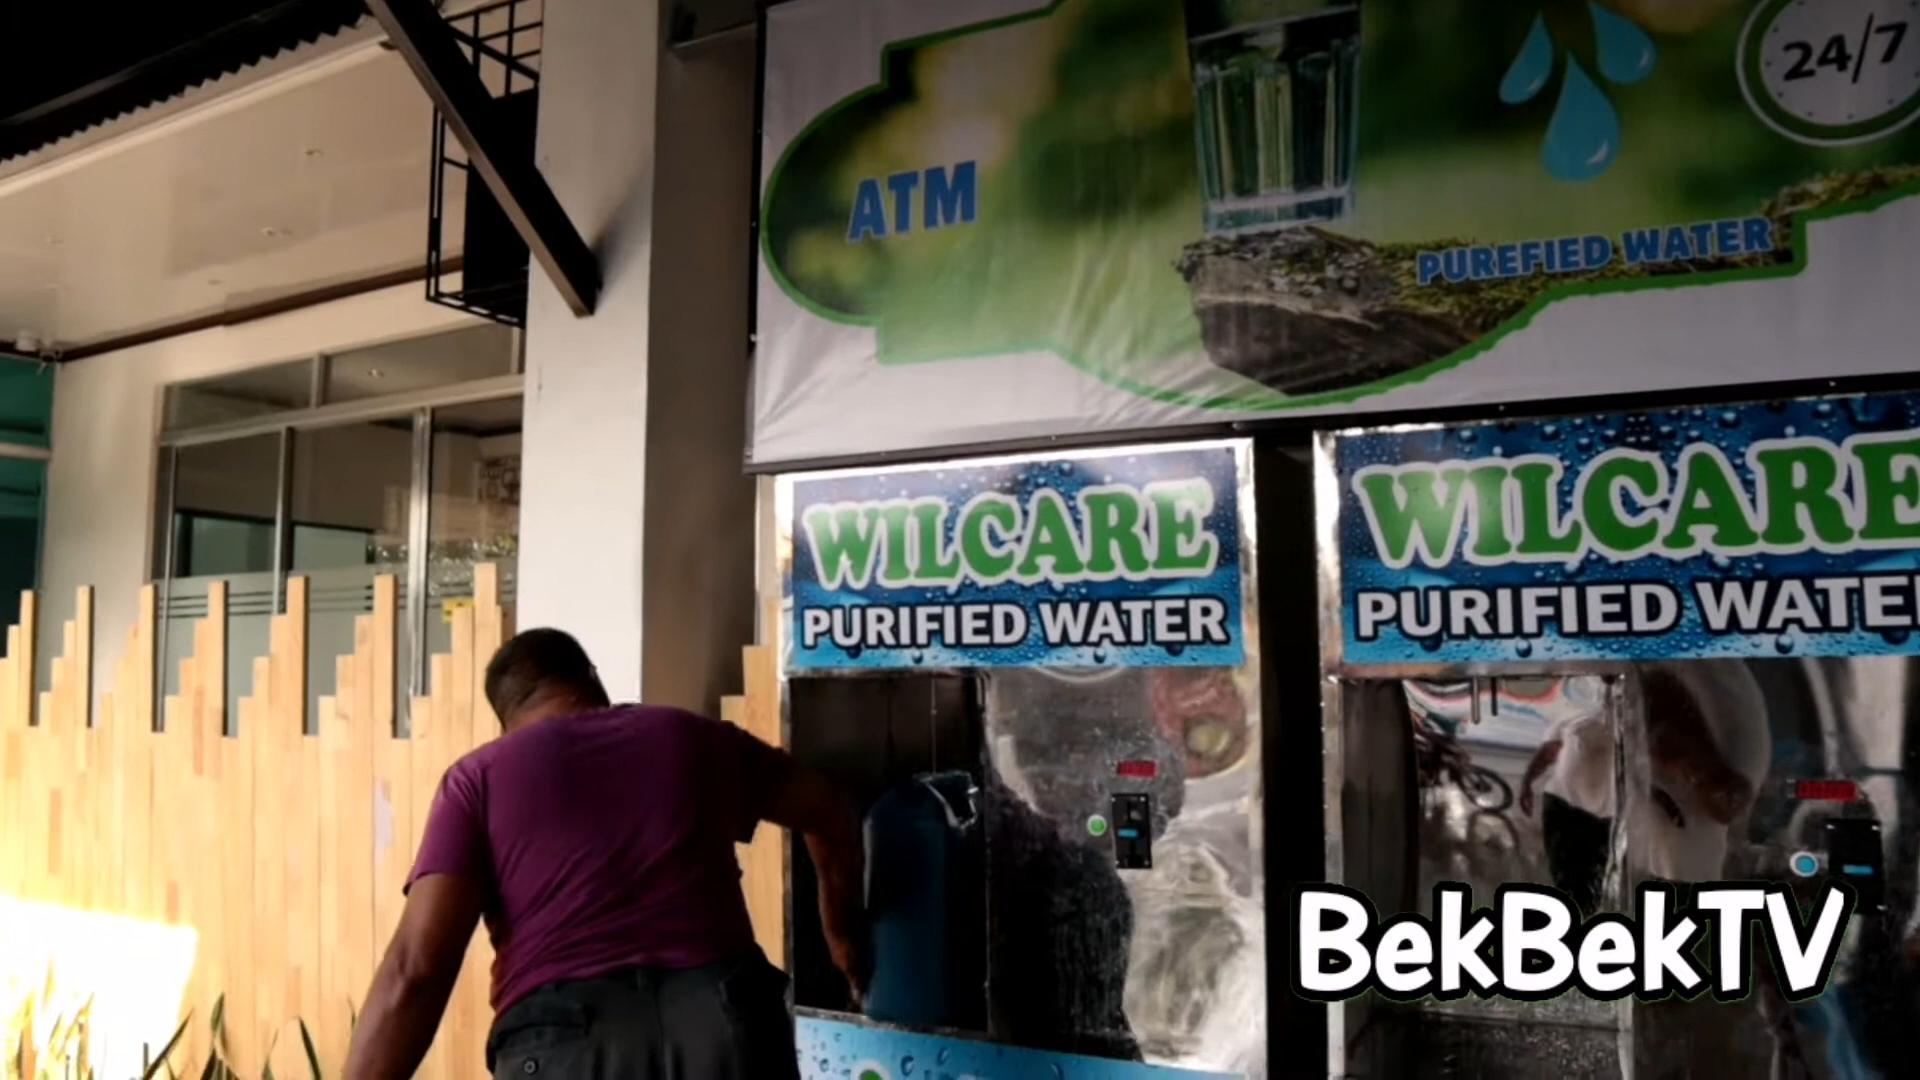 24/7
ATM
PUREFIED WATER
WILCARE
PURIFIED WATER
WILCARE
PURIFIED WATE
BekBekTV